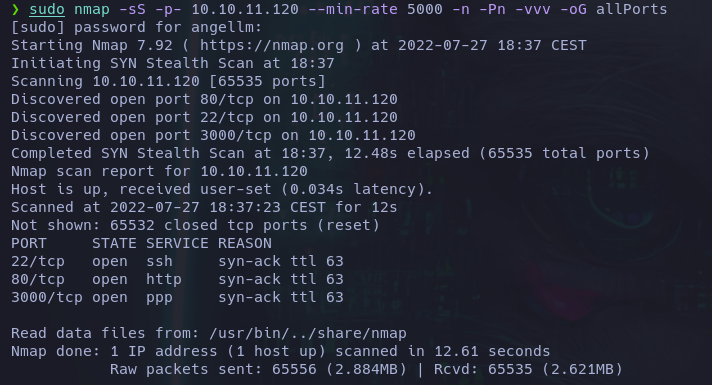 ❯ sudo nmap -sS -p- 10.10.11.120 --min-rate 5000 -n -Pn -vvv -oG allPorts
[sudo] password for angellm:
Starting Nmap 7.92 ( https://nmap.org ) at 2022-07-27 18:37 CEST
Initiating SYN Stealth Scan at 18:37
Scanning 10.10.11.120 [65535 ports]
Discovered open port 80/tcp on 10.10.11.120
Discovered open port 22/tcp on 10.10.11.120
Discovered open port 3000/tcp on 10.10.11.120
Completed SYN Stealth Scan at 18:37, 12.48s elapsed (65535 total ports)
Nmap scan report for 10.10.11.120
Host is up, received user-set (0.034s latency).
Scanned at 2022-07-27 18:37:23 CEST for 12s
Not shown: 65532 closed tcp ports (reset)
PORT     STATE SERVICE REASON
22/tcp   open  ssh     syn-ack ttl 63
80/tcp   open  http    syn-ack ttl 63
3000/tcp open  ppp     syn-ack ttl 63

Read data files from: /usr/bin/../share/nmap
Nmap done: 1 IP address (1 host up) scanned in 12.61 seconds
           Raw packets sent: 65556 (2.884MB) | Rcvd: 65535 (2.621MB)